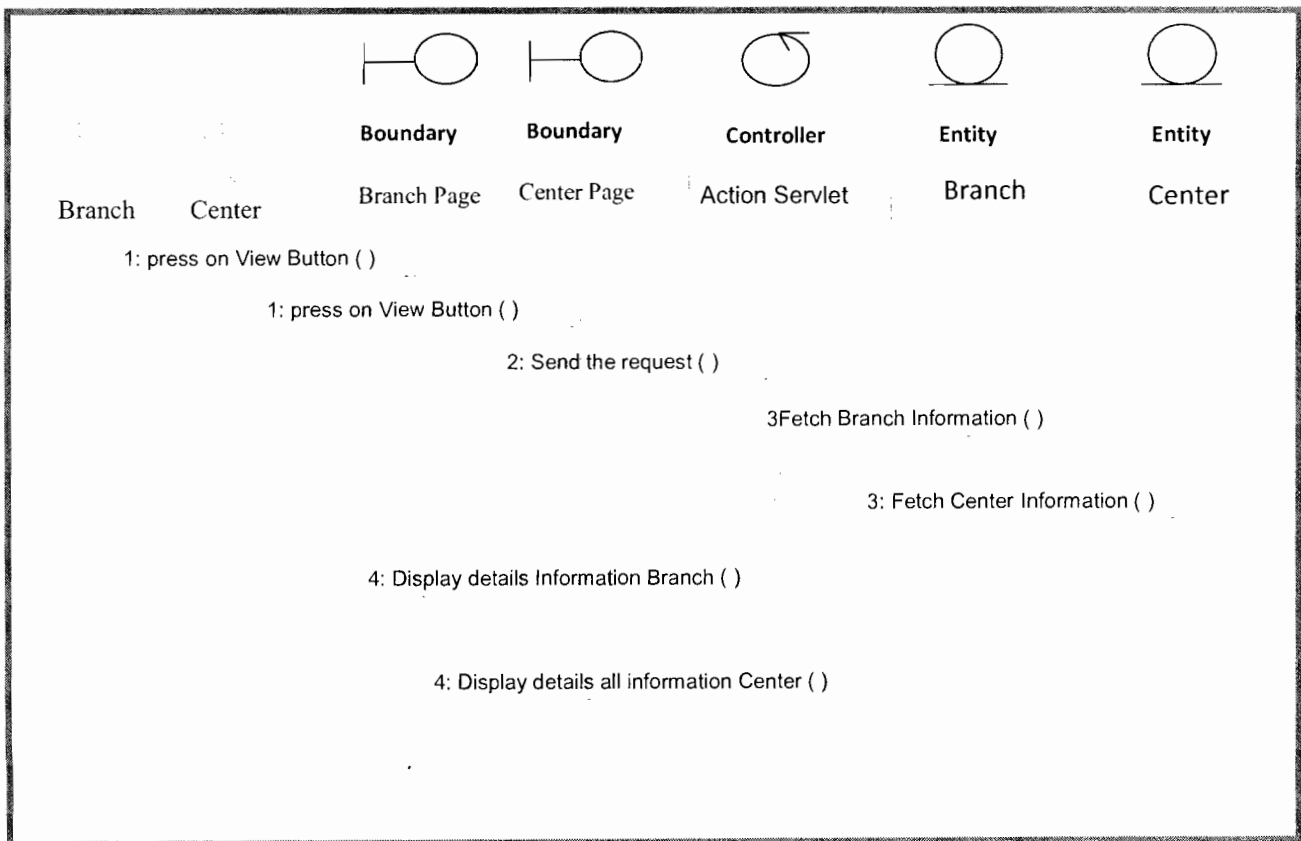 Boundary Boundary Controller Entity Entity
Branch Center Branch Page Center Page Action Servlet Branch Center
1: press on View Button ( )
1: press on View Button ( )
2: Send the request ( )
3Fetch Branch Information ( )
3: Fetch Center Information ( )
4: Display details Information Branch ( )
4: Display details all information Center ( )